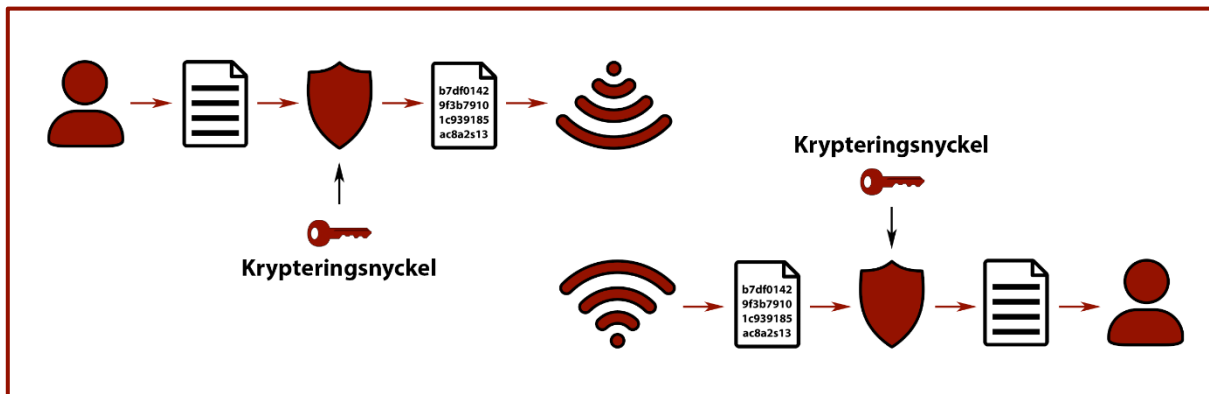 b7df0142
9f3b7910
1c939185
ac8a2s13
Krypteringsnyckel
Krypteringsnyckel
b7df0142
9f3b7910
1c939185
ac8a2s13